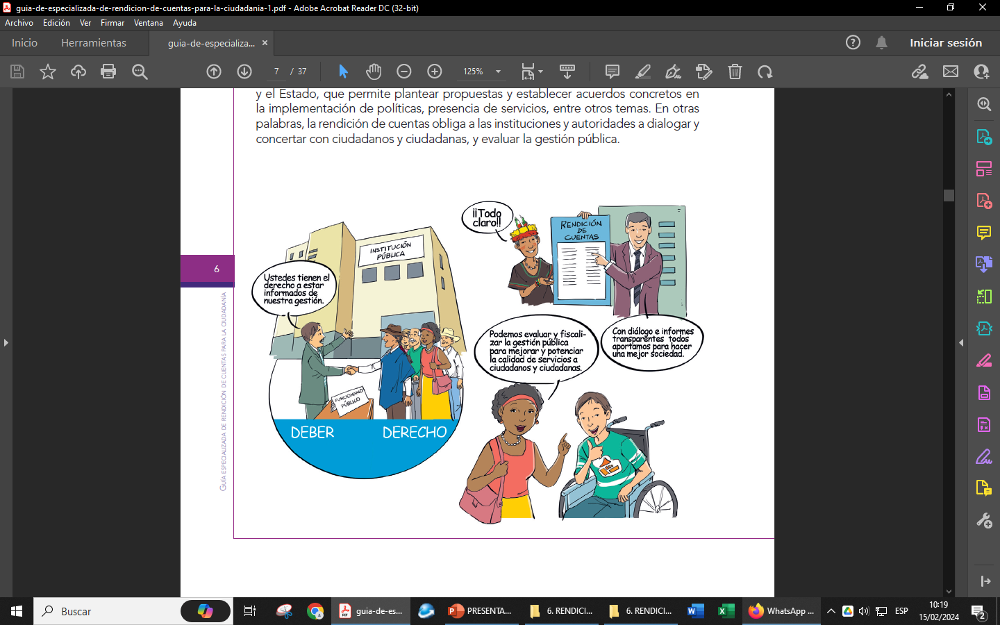 guia-de-especializada-de-rendicion-de-cuentas-para-la-ciudadania-1.pdf - Adobe Acrobat Reader DC (32-bit)
Archivo Edición Ver Firmar Ventana Ayuda
Inicio Herramientas guia-de-especializa... × Iniciar sesión
7 / 37 125%
y el Estado, que permite plantear propuestas y establecer acuerdos concretos en
la implementación de políticas, presencia de servicios, entre otros temas. En otras
palabras, la rendición de cuentas obliga a las instituciones y autoridades a dialogar y
concertar con ciudadanos y ciudadanas, y evaluar la gestión pública.
6
GUÍA ESPECIALIZADA DE RENDICIÓN DE CUENTAS PARA LA CIUDADANÍA
INSTITUCIÓN
PÚBLICA
Ustedes tienen el
derecho a estar
informados de
nuestra gestión.
FUNCIONARIO
PÚBLICO
DEBER DERECHO
¡¡Todo
claro!!
RENDICIÓN
DE
CUENTAS
Podemos evaluar y fiscali-
zar la gestión pública
para mejorar y potenciar
la calidad de servicios a
ciudadanos y ciudadanas.
Con diálogo e informes
transparentes todos
aportamos para hacer
una mejor sociedad.
Buscar
guia-de-es...
PRESENTA...
6. RENDICI...
6. RENDICI...
WhatsApp ...
ESP
10:19
15/02/2024
2